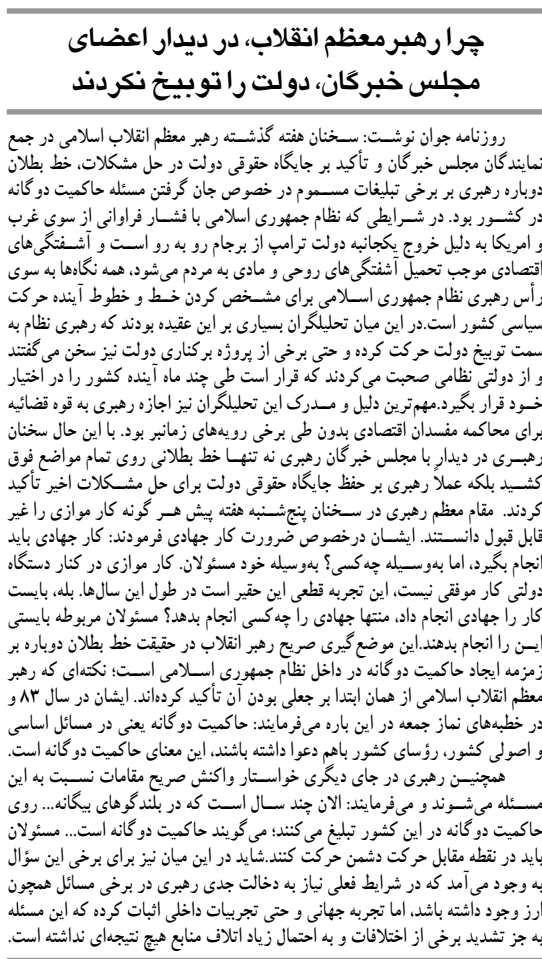 چرا رهبر معظم انقلاب، در دیدار اعضای
مجلس خبرگان، دولت را توبیخ نکردند
روزنامه جوان نوشت: سخنان هفته گذشته رهبر معظم انقلاب اسلامی در جمع
نمایندگان مجلس خبرگان و تأکید بر جایگاه حقوقی دولت در حل مشکلات، خط بطلان
دوباره رهبری بر برخی تبلیغات مسموم در خصوص جان گرفتن مسئله حاکمیت دوگانه
در کشور بود. در شرایطی که نظام جمهوری اسلامی با فشار فراوانی از سوی غرب
و امریکا به دلیل خروج یکجانبه دولت ترامپ از برجام رو به رو است و آشفتگی‌های
اقتصادی موجب تحمیل آشفتگی‌های روحی و مادی به مردم می‌شود، همه نگاه‌ها به سوی
رأس رهبری نظام جمهوری اسلامی برای مشخص کردن خط و خطوط آینده حرکت
سیاسی کشور است.در این میان تحلیلگران بسیاری بر این عقیده بودند که رهبری نظام به
سمت توبیخ دولت حرکت کرده و حتی برخی از پروژه برکناری دولت نیز سخن می‌گفتند
و از دولتی نظامی صحبت می‌کردند که قرار است طی چند ماه آینده کشور را در اختیار
خود قرار بگیرد.مهم‌ترین دلیل و مدرک این تحلیلگران نیز اجازه رهبری به قوه قضائیه
برای محاکمه مفسدان اقتصادی بدون طی برخی رویه‌های زمانبر بود. با این حال سخنان
رهبری در دیدار با مجلس خبرگان رهبری نه تنها خط بطلانی روی تمام مواضع فوق
کشید بلکه عملاً رهبری بر حفظ جایگاه حقوقی دولت برای حل مشکلات اخیر تأکید
کردند. مقام معظم رهبری در سخنان پنج‌شنبه هفته پیش هر گونه کار موازی را غیر
قابل قبول دانستند. ایشان درخصوص ضرورت کار جهادی فرمودند: کار جهادی باید
انجام بگیرد، اما به‌وسیله چه‌کسی؟ به‌وسیله خود مسئولان. کار موازی در کنار دستگاه
دولتی کار موفقی نیست، این تجربه قطعی این حقیر است در طول این سال‌ها. بله، بایست
کار را جهادی انجام داد، منتها جهادی را چه‌کسی انجام بدهد؟ مسئولان مربوطه بایستی
این را انجام بدهند.این موضع‌گیری صریح رهبر انقلاب در حقیقت خط بطلان دوباره بر
زمزمه ایجاد حاکمیت دوگانه در داخل نظام جمهوری اسلامی است؛ نکته‌ای که رهبر
معظم انقلاب اسلامی از همان ابتدا بر جعلی بودن آن تأکید کرده‌اند. ایشان در سال ۸۳ و
در خطبه‌های نماز جمعه در این باره می‌فرمایند: حاکمیت دوگانه یعنی در مسائل اساسی
و اصولی کشور، رؤسای کشور باهم دعوا داشته باشند، این معنای حاکمیت دوگانه است.
همچنین رهبری در جای دیگری خواستار واکنش صریح مقامات نسبت به این
مسئله می‌شوند و می‌فرمایند: الان چند سال است که در بلندگوهای بیگانه... روی
حاکمیت دوگانه در این کشور تبلیغ می‌کنند؛ می‌گویند حاکمیت دوگانه است... مسئولان
باید در نقطه مقابل حرکت دشمن حرکت کنند.شاید در این میان نیز برای برخی این سؤال
به وجود می‌آمد که در شرایط فعلی نیاز به دخالت جدی رهبری در برخی مسائل همچون
ارز وجود داشته باشد، اما تجربه جهانی و حتی تجربیات داخلی اثبات کرده که این مسئله
به جز تشدید برخی از اختلافات و به احتمال زیاد اتلاف منابع هیچ نتیجه‌ای نداشته است.